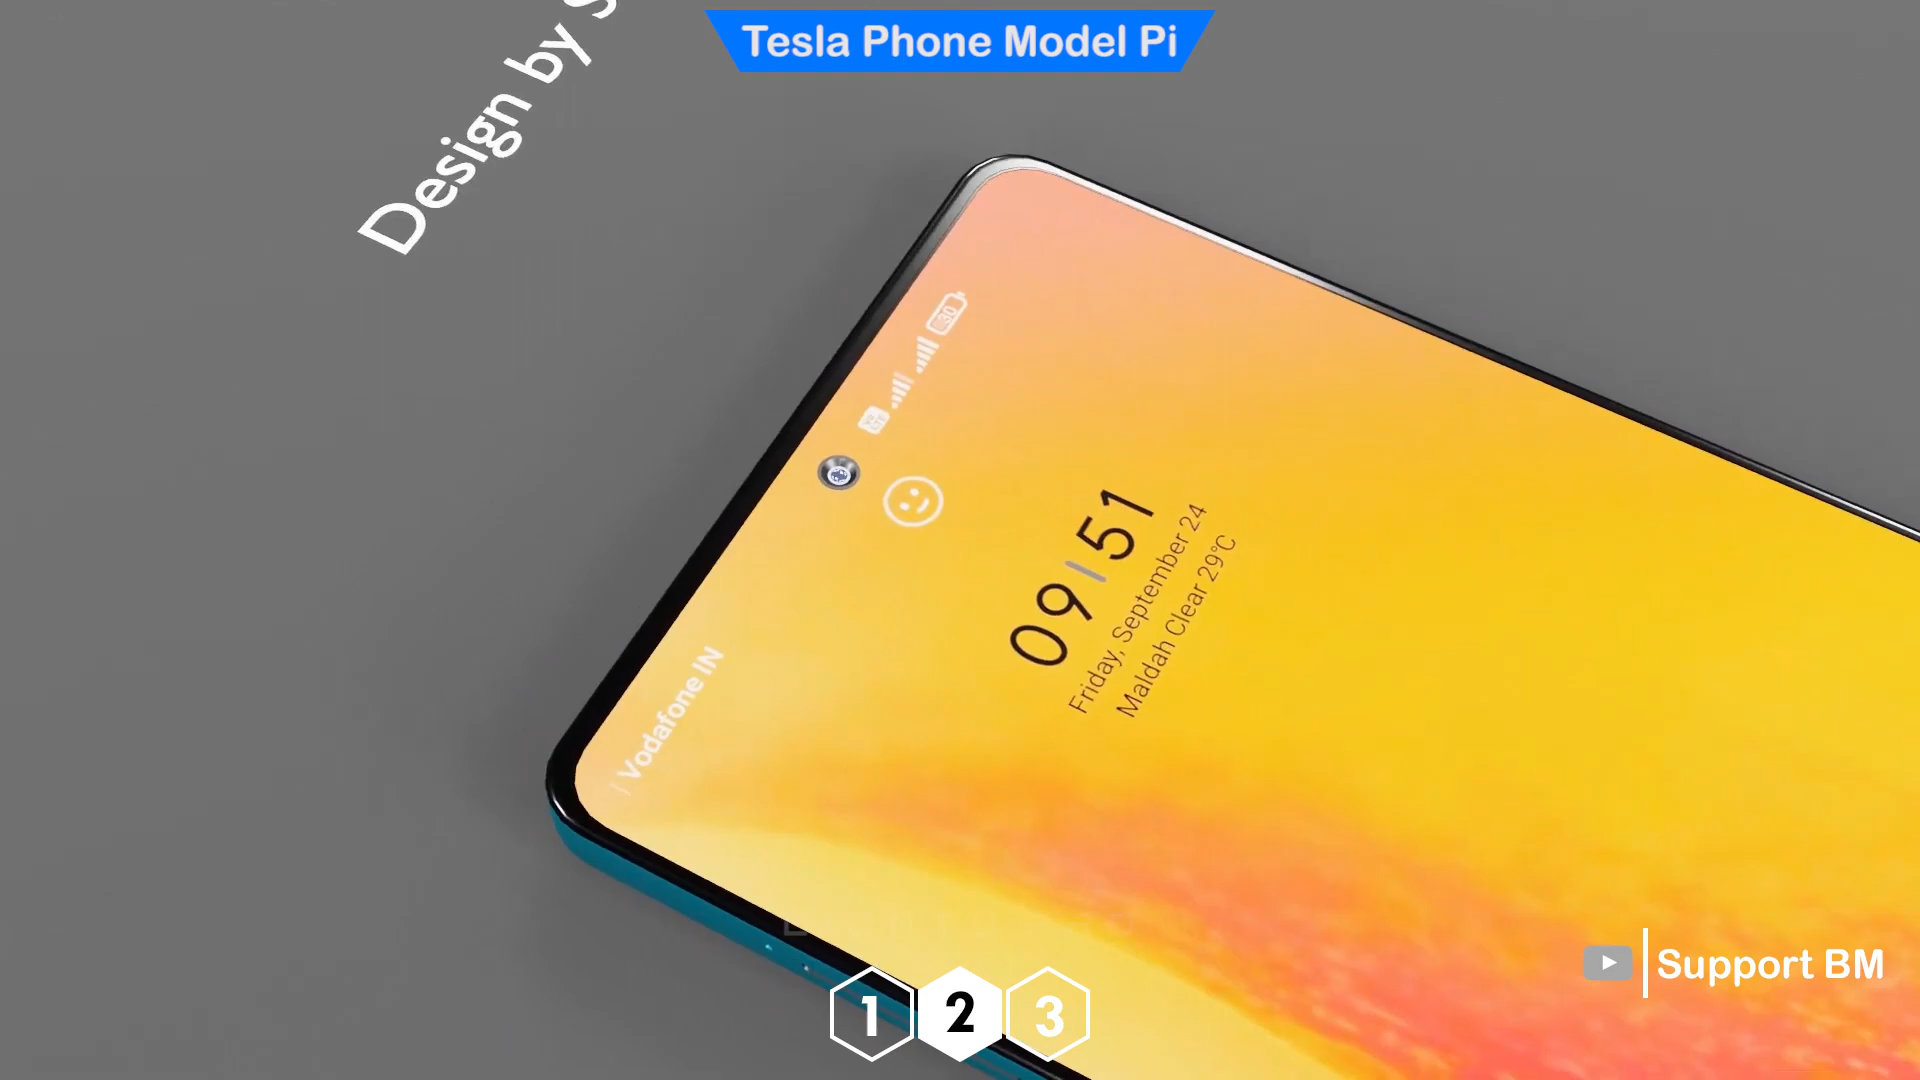 Tesla Phone Model Pi
Design by S
30
Vodafone IN
09 51
Friday, September 24
Maldah Clear 29°C
1
2
3
Support BM